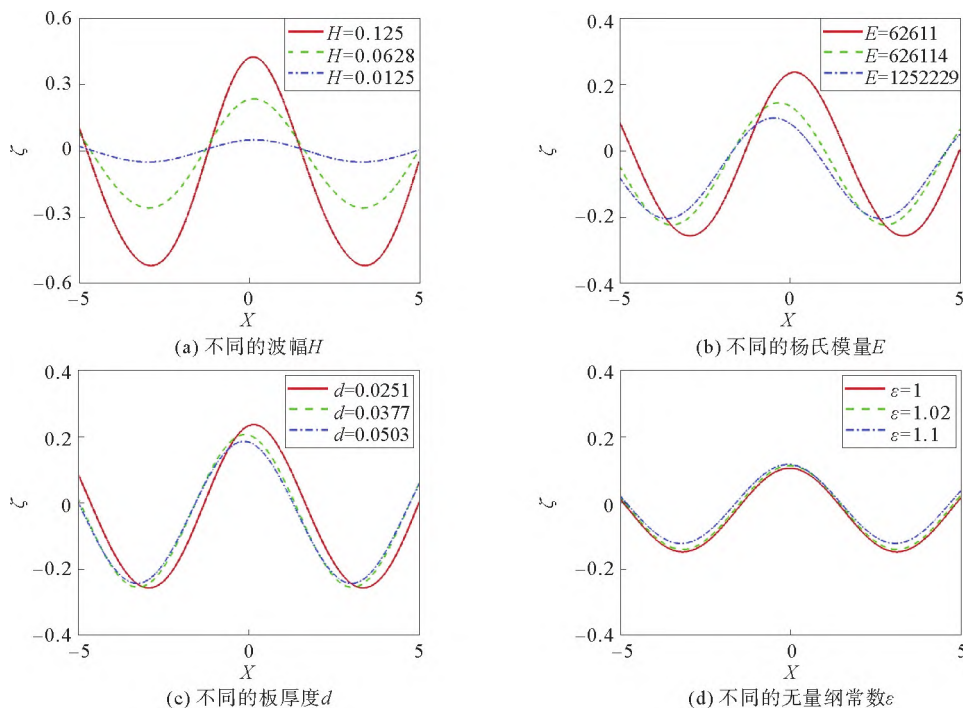 0.6
0.3
0
−0.3
−0.6
ζ
H=0.125
H=0.0628
H=0.0125
−5
0
5
X
(a) 不同的波幅H
0.4
0.2
0
−0.2
−0.4
ζ
E=62611
E=626114
E=1252229
−5
0
5
X
(b) 不同的杨氏模量E
0.4
0.2
0
−0.2
−0.4
ζ
d=0.0251
d=0.0377
d=0.0503
−5
0
5
X
(c) 不同的板厚度d
0.4
0.2
0
−0.2
−0.4
ζ
ε=1
ε=1.02
ε=1.1
−5
0
5
X
(d) 不同的无量纲常数ε